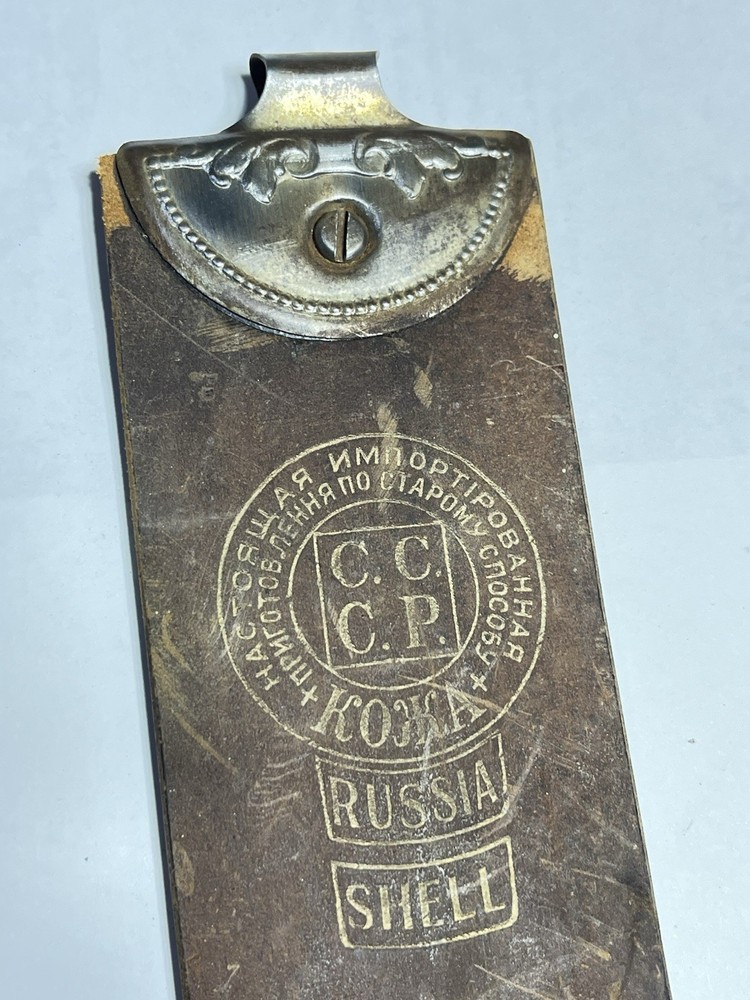 НАСТОЯЩАЯ ИМПОРТІРОВАННАЯ
+ ПРИГОТОВЛЕННЯ ПО СТАРОМУ СПОСОБУ +
С. С.
С. Р.
КОЖА
RUSSIA
SHELL